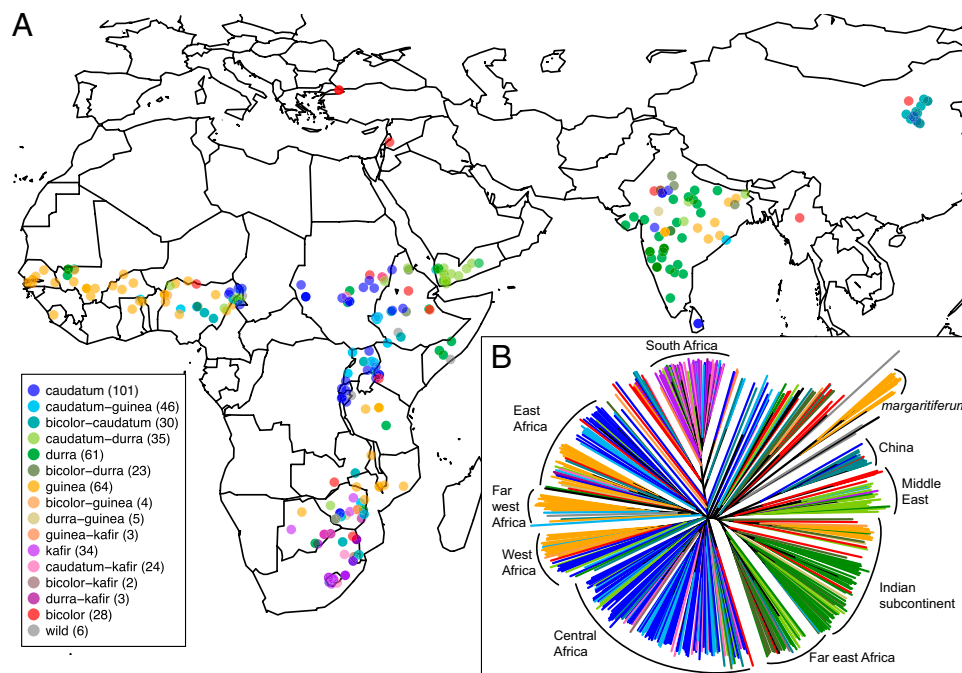 A
caudatum (101)
caudatum–guinea (46)
bicolor–caudatum (30)
caudatum–durra (35)
durra (61)
bicolor–durra (23)
guinea (64)
bicolor–guinea (4)
durra–guinea (5)
guinea–kafir (3)
kafir (34)
caudatum–kafir (24)
bicolor–kafir (2)
durra–kafir (3)
bicolor (28)
wild (6)
B
South Africa
East
Africa
margaritiferum
China
Middle
East
Far
west
Africa
West
Africa
Indian
subcontinent
Central
Africa
Far east Africa